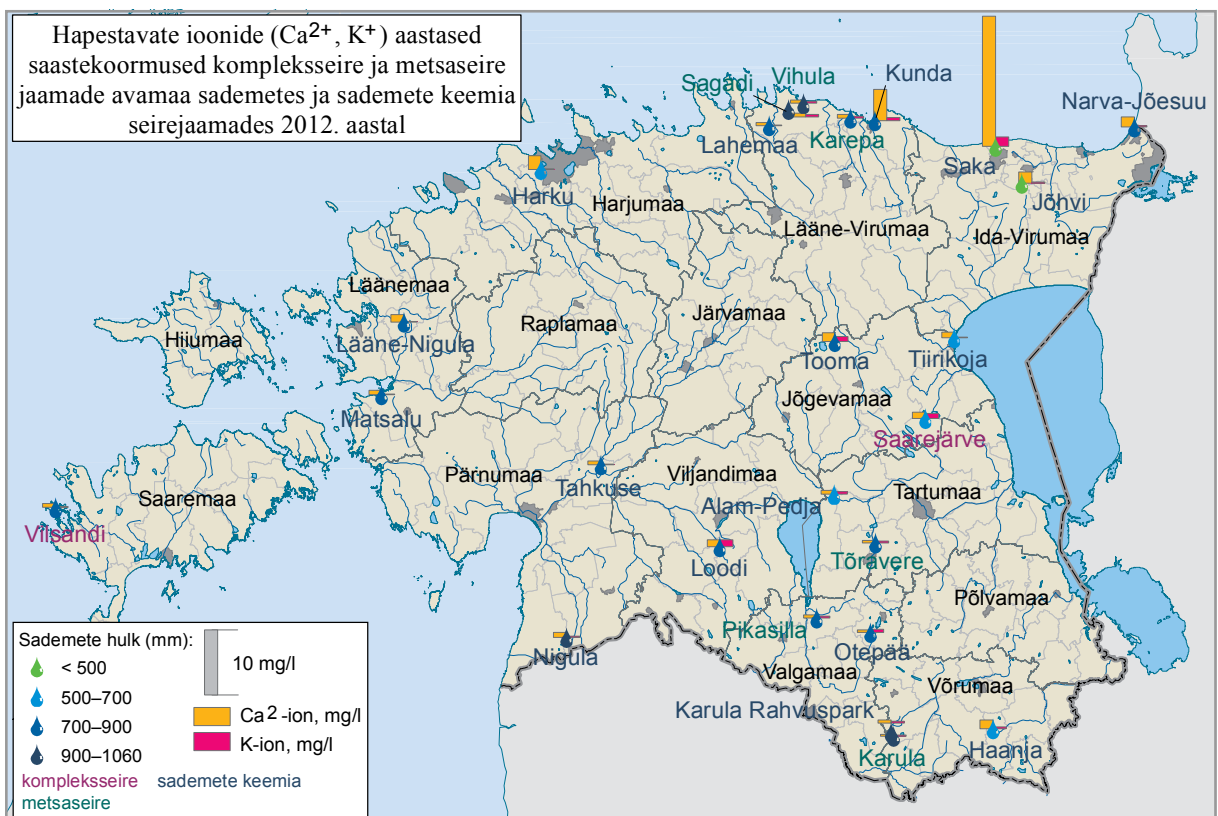 Hapestavate ioonide (Ca2+, K+) aastased
saastekoormused kompleksseire ja metsaseire
jaamade avamaa sademetes ja sademete keemia
seirejaamades 2012. aastal
Sagadi
Vihula
Kunda
Narva-Jõesuu
Lahemaa
Karepa
Saka
Harku
Harjumaa
Jõhvi
Lääne-Virumaa
Ida-Virumaa
Läänemaa
Hiiumaa
Lääne-Nigula
Raplamaa
Järvamaa
Tooma
Tiirikoja
Matsalu
Jõgevamaa
Saarejärve
Pärnumaa
Tahkuse
Viljandimaa
Saaremaa
Alam-Pedja
Tartumaa
Vilsandi
Loodi
Tõravere
Põlvamaa
Nigula
Pikasilla
Otepää
Valgamaa
Võrumaa
Karula Rahvuspark
Karula
Haanja
Sademete hulk (mm):
< 500
500–700
700–900
900–1060
10 mg/l
Ca2-ion, mg/l
K-ion, mg/l
kompleksseire sademete keemia
metsaseire